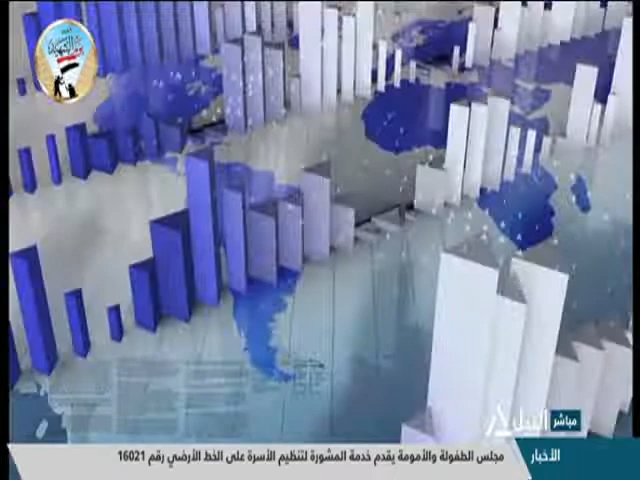 مباشر النيل
الأخبار
مجلس الطفولة والأمومة يقدم خدمة المشورة لتنظيم الأسرة على الخط الأرضي رقم 16021